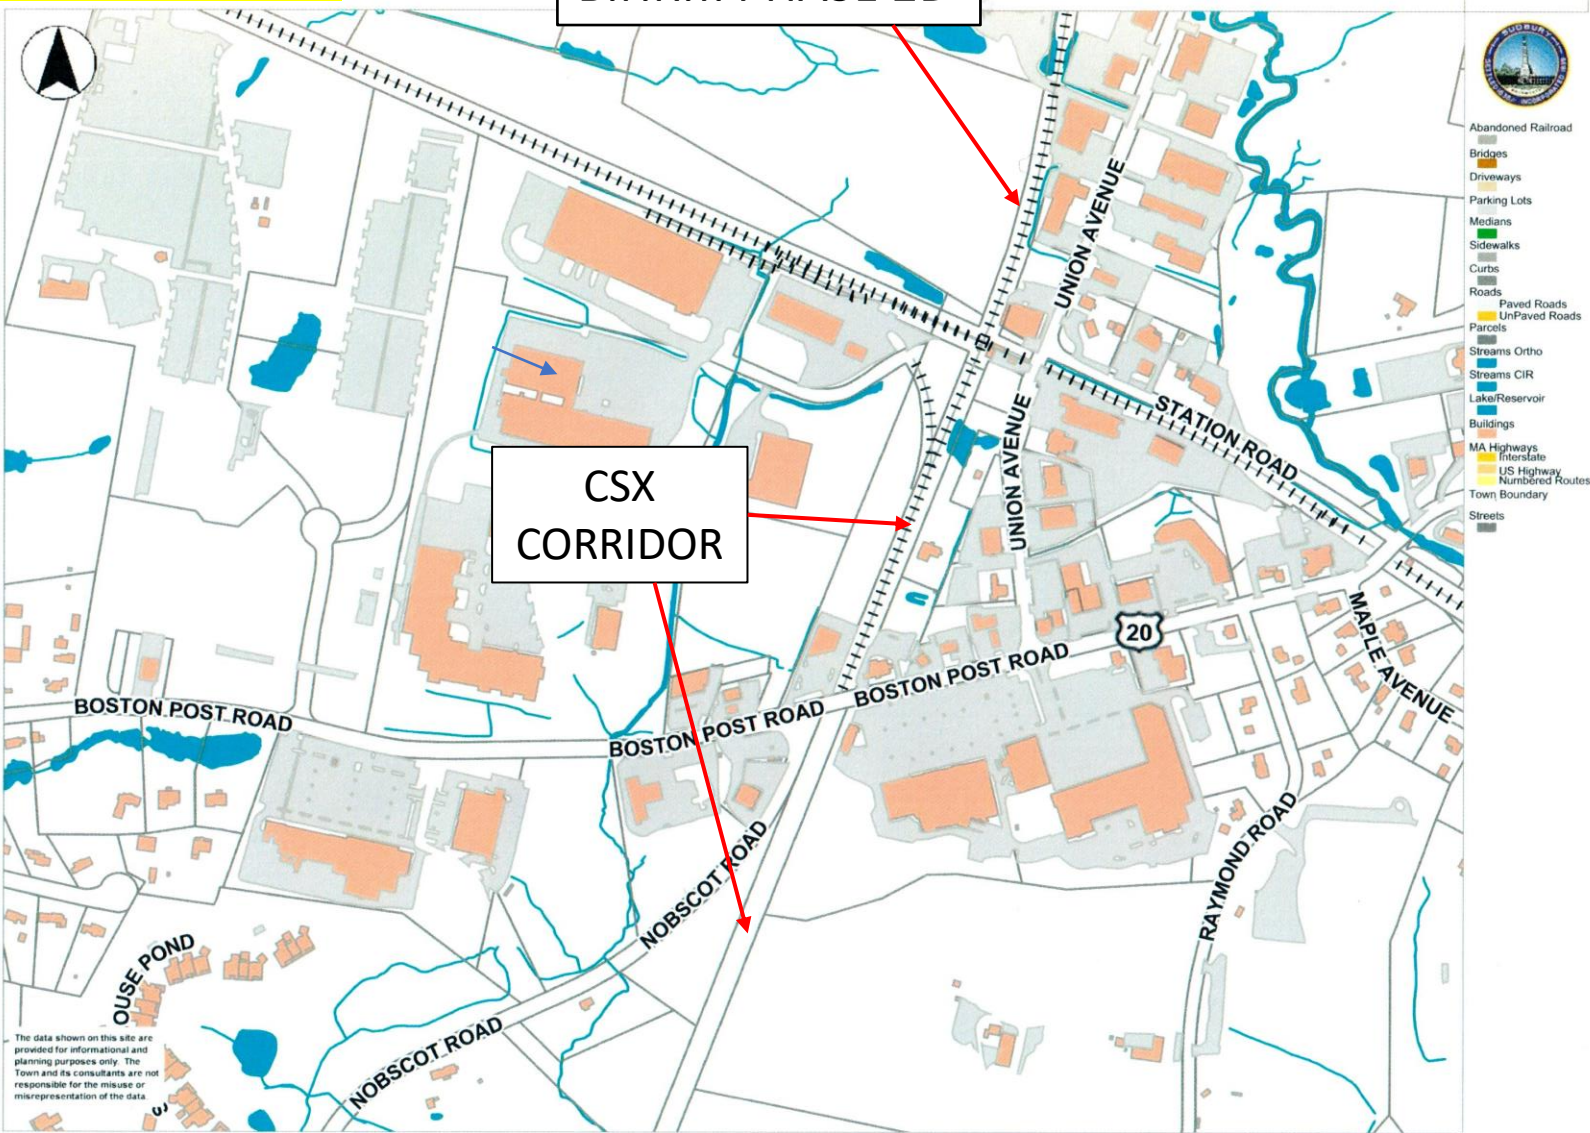 SUDBURY
Abandoned Railroad
Bridges
Driveways
Parking Lots
Medians
Sidewalks
Curbs
Roads
Paved Roads
UnPaved Roads
Parcels
Streams Ortho
Streams CIR
Lake/Reservoir
Buildings
MA Highways
Interstate
US Highway
Numbered Routes
Town Boundary
Streets
UNION AVENUE
STATION ROAD
UNION AVENUE
CSX
CORRIDOR
20
MAPLE AVENUE
BOSTON POST ROAD
BOSTON POST ROAD
BOSTON POST ROAD
NOBSCOT ROAD
RAYMOND ROAD
OUSE POND
NOBSCOT ROAD
The data shown on this site are
provided for informational and
planning purposes only. The
Town and its consultants are not
responsible for the misuse or
misrepresentation of the data.